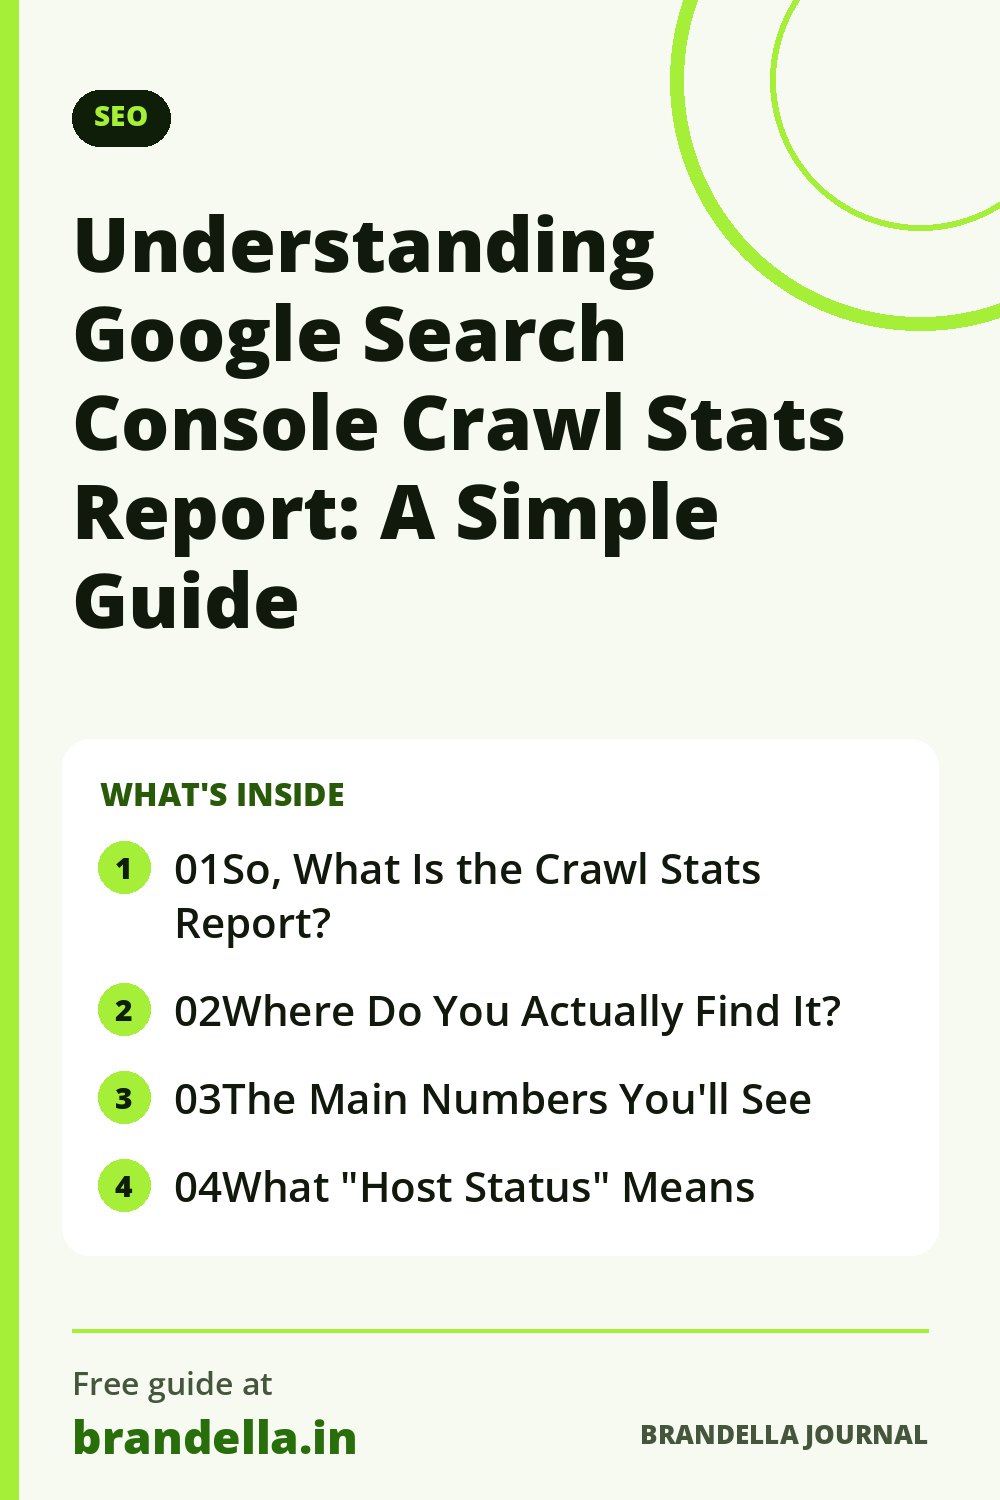 SEO
Understanding
Google Search
Console Crawl Stats
Report: A Simple
Guide
WHAT'S INSIDE
1 01So, What Is the Crawl Stats
Report?
2 02Where Do You Actually Find It?
3 03The Main Numbers You'll See
4 04What "Host Status" Means
Free guide at
brandella.in
BRANDELLA JOURNAL